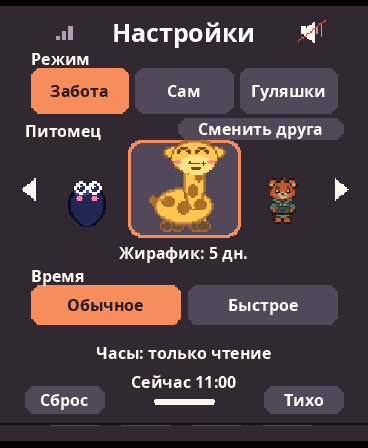 Настройки
Режим
Забота
Сам
Гуляшки
Питомец
Сменить друга
Жирафик: 5 дн.
Время
Обычное
Быстрое
Часы: только чтение
Сейчас 11:00
Сброс
Тихо